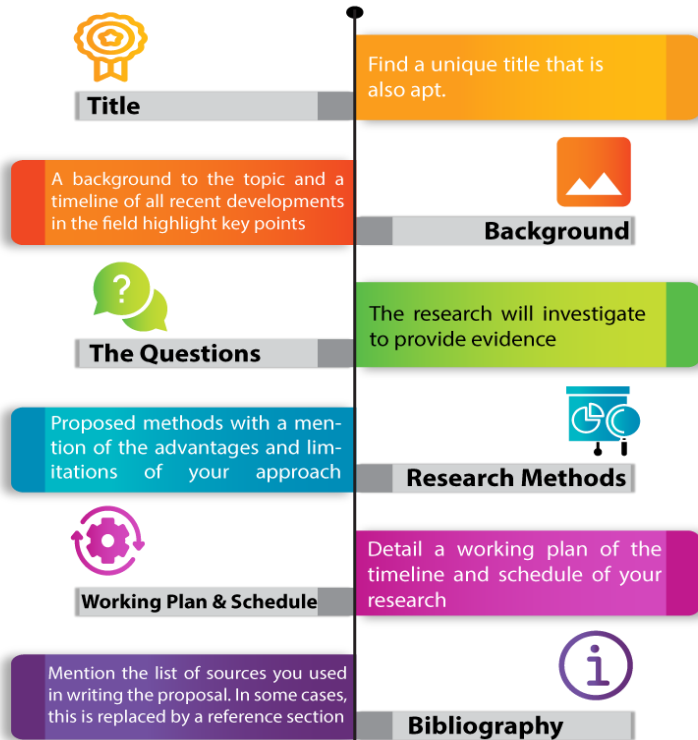 Title
Find a unique title that is
also apt.
A background to the topic and a
timeline of all recent developments
in the field highlight key points
Background
?
The Questions
The research will investigate
to provide evidence
Proposed methods with a men-
tion of the advantages and lim-
itations of your approach
Research Methods
Working Plan & Schedule
Detail a working plan of the
timeline and schedule of your
research
Mention the list of sources you used
in writing the proposal. In some cases,
this is replaced by a reference section
i
Bibliography